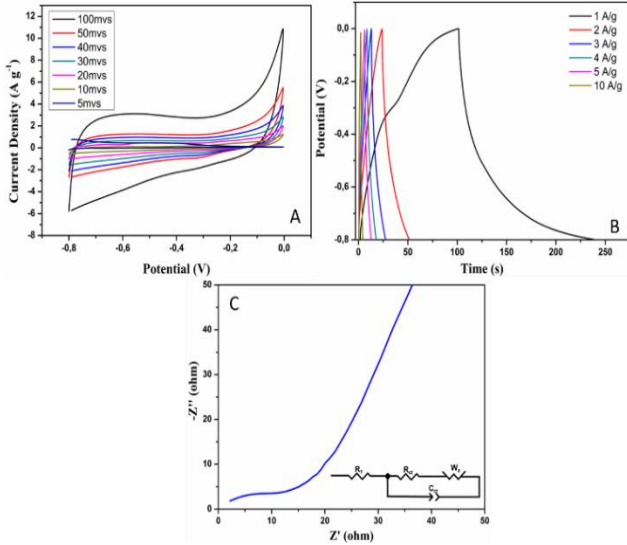 100mvs
50mvs
40mvs
30mvs
20mvs
10mvs
5mvs
A
12
10
8
6
4
2
0
-2
-4
-6
-8
-0,8
-0,6
-0,4
-0,2
0,0
Current Density (A g⁻¹)
Potential (V)
1 A/g
2 A/g
3 A/g
4 A/g
5 A/g
10 A/g
B
0,0
-0,2
-0,4
-0,6
-0,8
0
50
100
150
200
250
Potential (V)
Time (s)
C
50
40
30
20
10
0
0
10
20
30
40
50
-Z'' (ohm)
Z' (ohm)